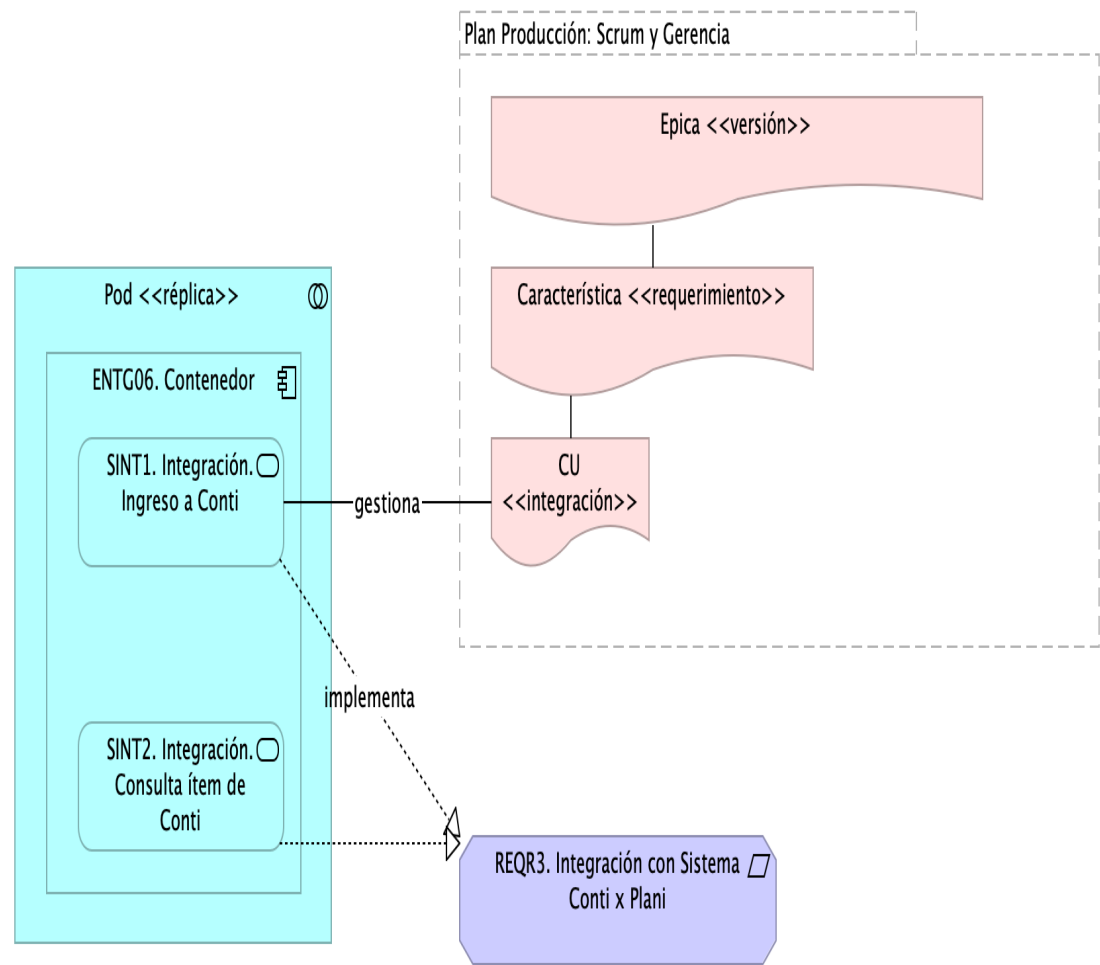 Plan Producción: Scrum y Gerencia
Epica <<versión>>
Pod <<réplica>>
Característica <<requerimiento>>
ENTG06. Contenedor
SINT1. Integración.
Ingreso a Conti
gestiona
CU
<<integración>>
implementa
SINT2. Integración.
Consulta ítem de
Conti
REQR3. Integración con Sistema
Conti x Plani